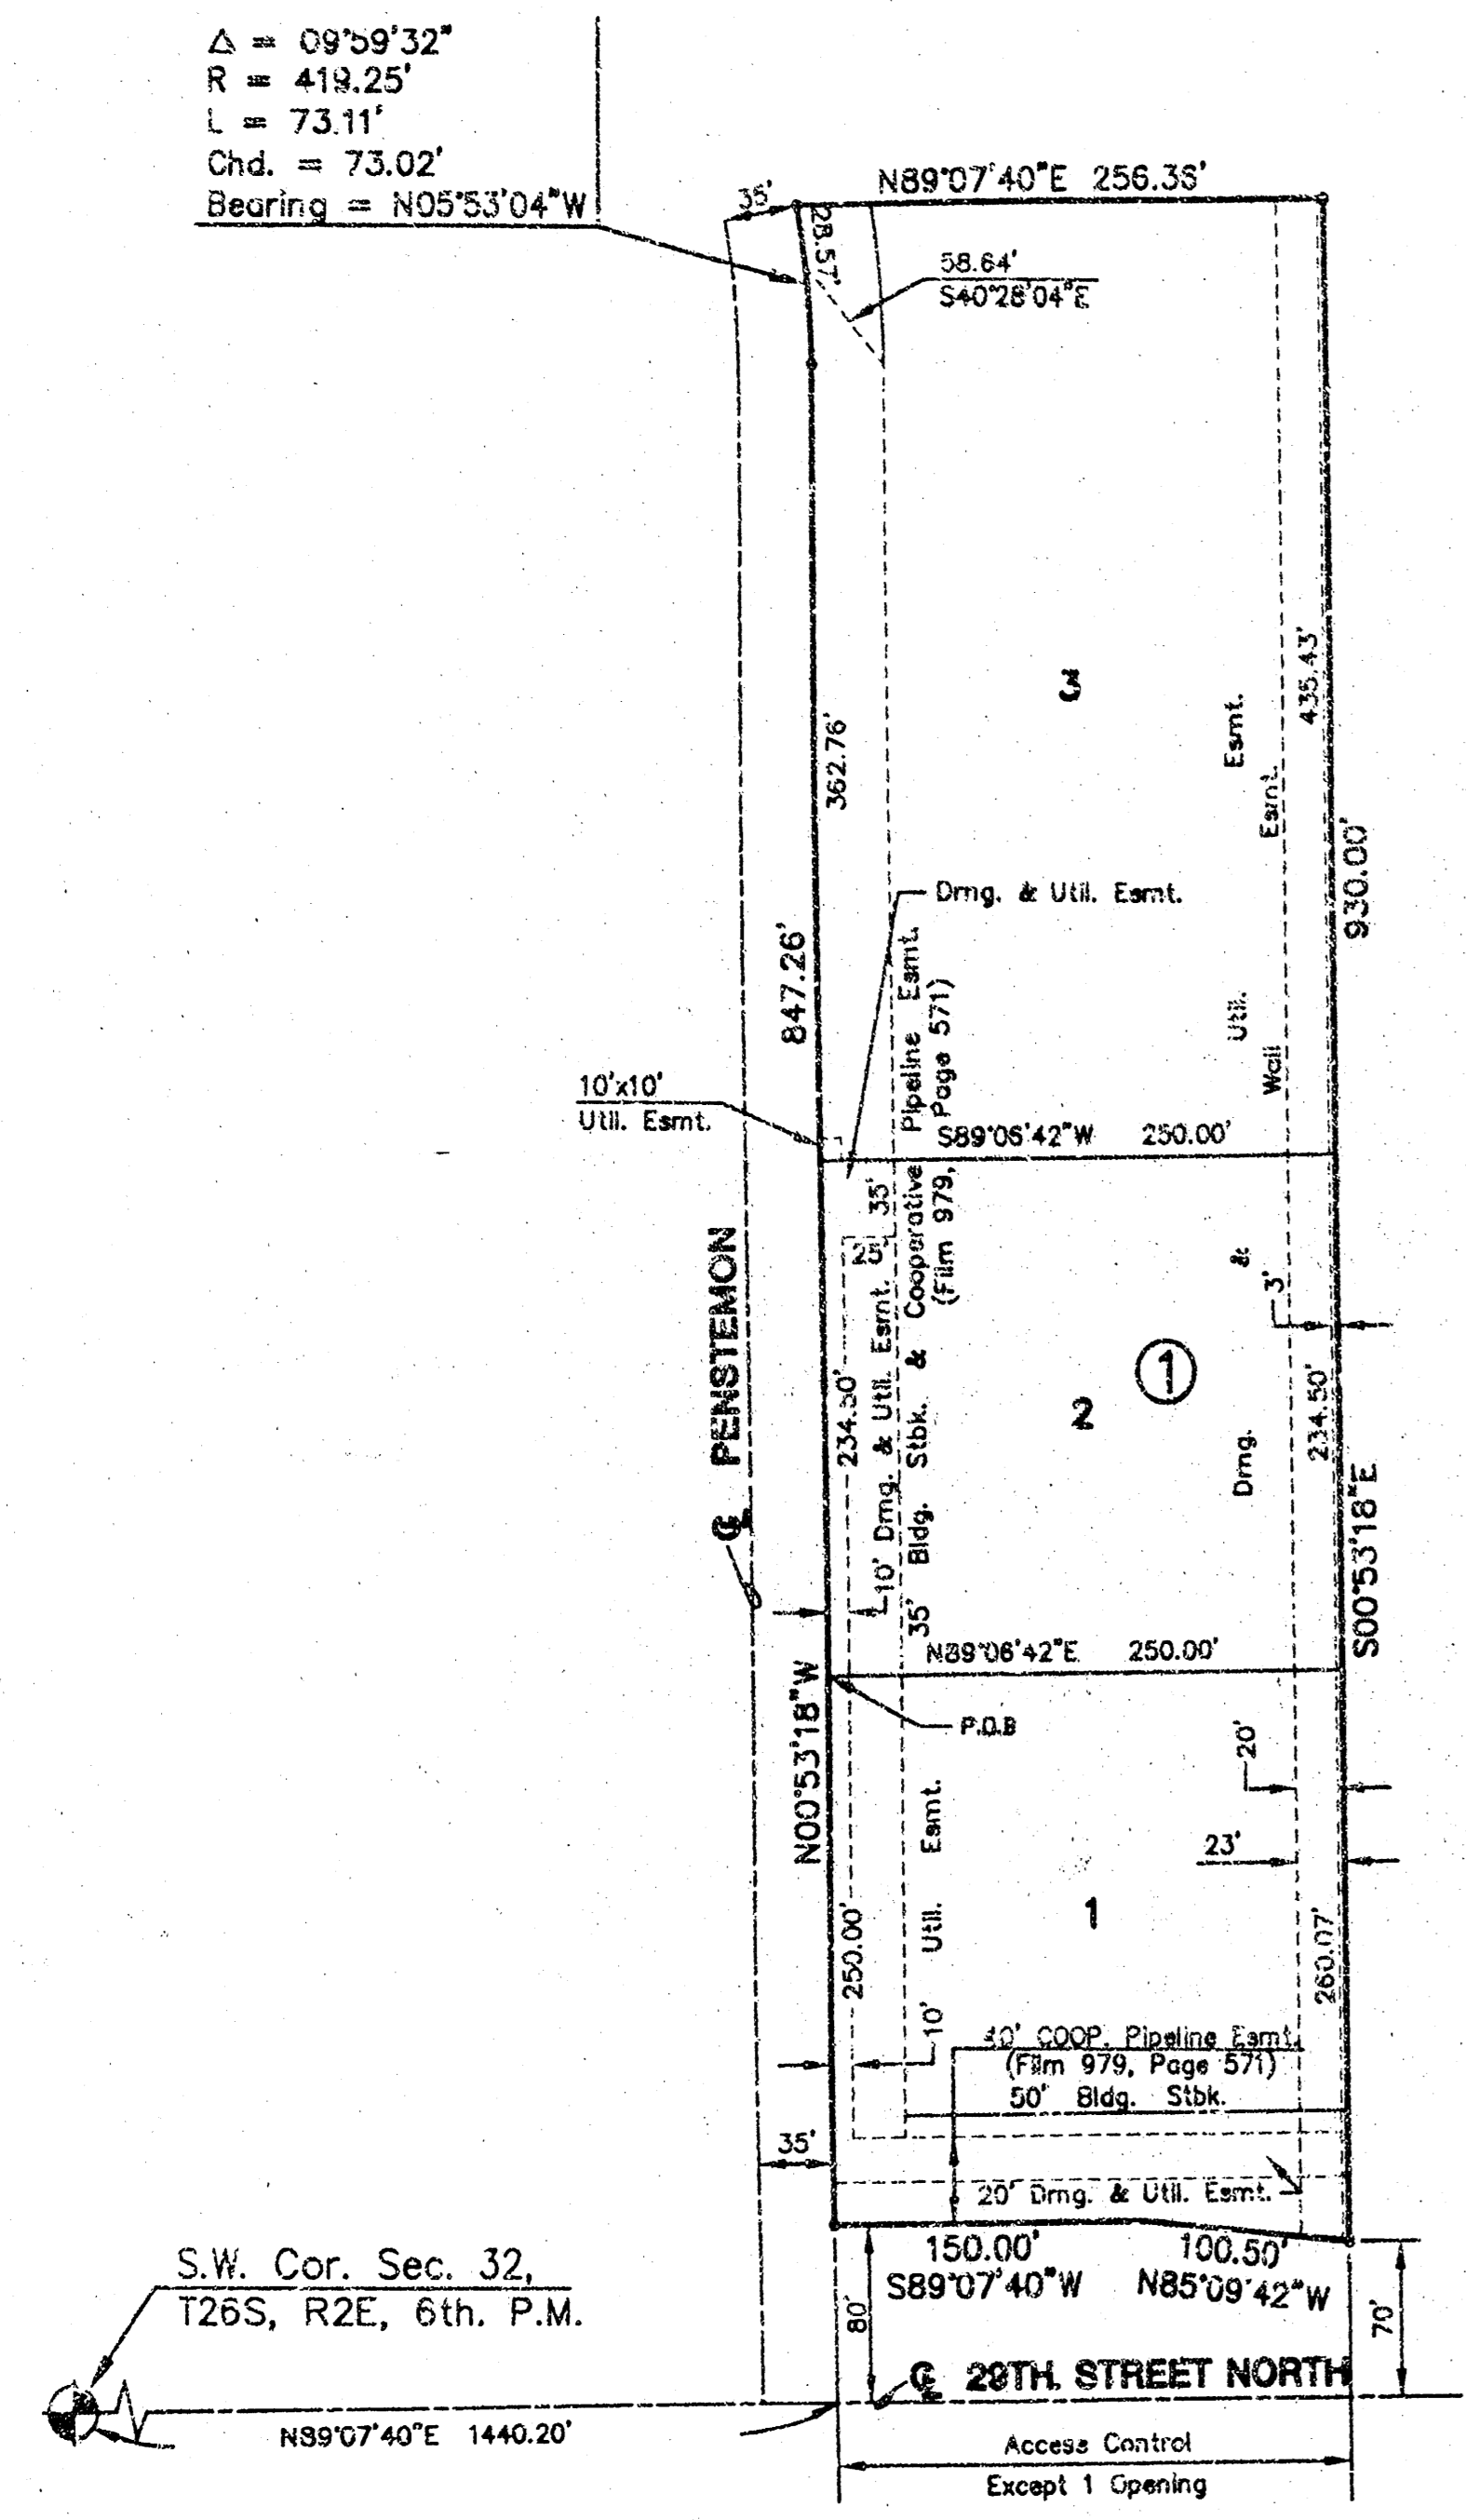 Δ = 09°59'32"
R = 419.25'
L = 73.11'
Chd. = 73.02'
Bearing = N05°53'04"W
35'
N89°07'40"E 256.36'
28.57'
58.64'
S40°28'04"E
3
362.76'
435.43'
Esmt.
Esmt.
930.00'
847.26'
Drng. & Util. Esmt.
Util.
Wall
10'x10'
Util. Esmt.
S89°06'42"W 250.00'
35' Bldg. Stbk. & Cooperative Pipeline Esmt.
(Film 979, Page 571)
35'
25'
PENSTEMON
℄
234.50'
10' Drng. & Util. Esmt.
&
3'
1
2
Drng.
234.50'
S00°53'18"E
N89°06'42"E 250.00'
P.O.B
N00°53'18"W
20'
23'
1
250.00'
10' Util. Esmt.
260.07'
40' COOP. Pipeline Esmt.
(Film 979, Page 571)
50' Bldg. Stbk.
35'
20' Drng. & Util. Esmt.
150.00' 100.50'
S89°07'40"W N85°09'42"W
80'
70'
S.W. Cor. Sec. 32,
T26S, R2E, 6th. P.M.
℄ 29TH. STREET NORTH
N89°07'40"E 1440.20'
Access Control
Except 1 Opening